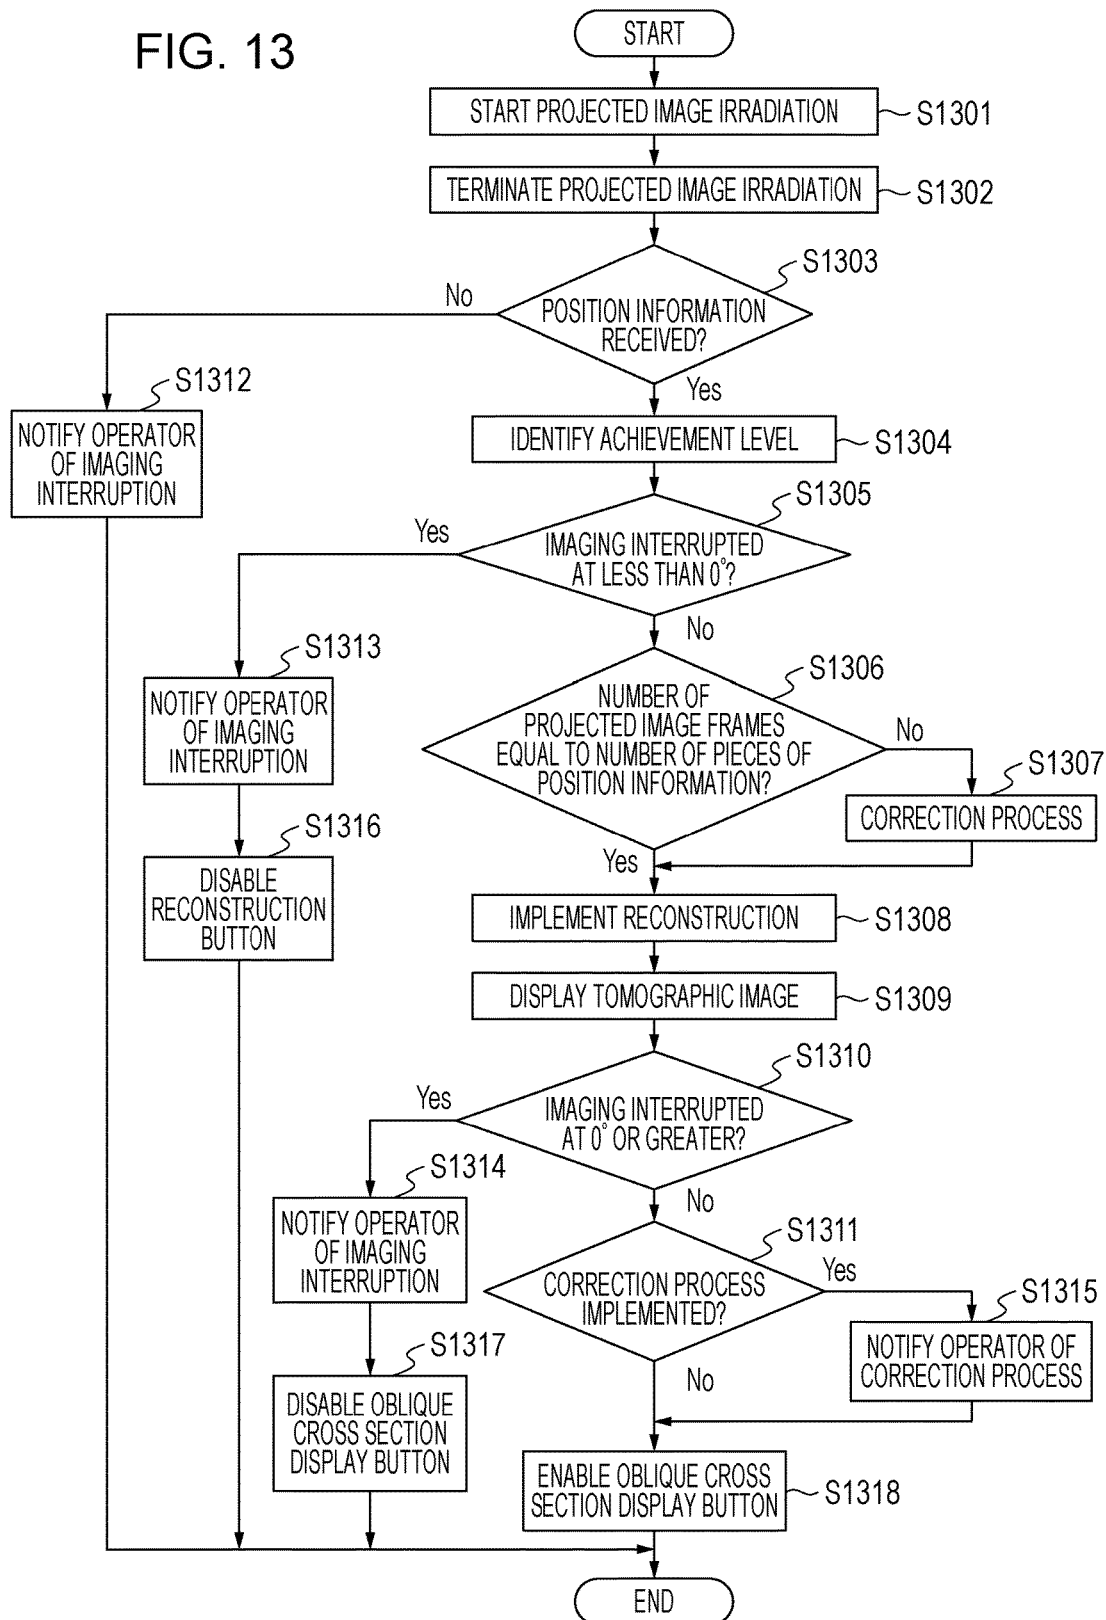 FIG. 13
START
START PROJECTED IMAGE IRRADIATION
S1301
TERMINATE PROJECTED IMAGE IRRADIATION
S1302
S1303
No
POSITION INFORMATION
RECEIVED?
Yes
S1312
NOTIFY OPERATOR
OF IMAGING
INTERRUPTION
IDENTIFY ACHIEVEMENT LEVEL
S1304
S1305
Yes
IMAGING INTERRUPTED
AT LESS THAN 0°?
No
S1313
NOTIFY OPERATOR
OF IMAGING
INTERRUPTION
S1306
NUMBER OF
PROJECTED IMAGE FRAMES
EQUAL TO NUMBER OF PIECES OF
POSITION INFORMATION?
No
S1307
CORRECTION PROCESS
Yes
S1316
DISABLE
RECONSTRUCTION
BUTTON
IMPLEMENT RECONSTRUCTION
S1308
DISPLAY TOMOGRAPHIC IMAGE
S1309
S1310
Yes
IMAGING INTERRUPTED
AT 0° OR GREATER?
No
S1314
NOTIFY OPERATOR
OF IMAGING
INTERRUPTION
S1311
CORRECTION PROCESS
IMPLEMENTED?
Yes
S1315
NOTIFY OPERATOR OF
CORRECTION PROCESS
No
S1317
DISABLE OBLIQUE
CROSS SECTION
DISPLAY BUTTON
ENABLE OBLIQUE CROSS
SECTION DISPLAY BUTTON
S1318
END